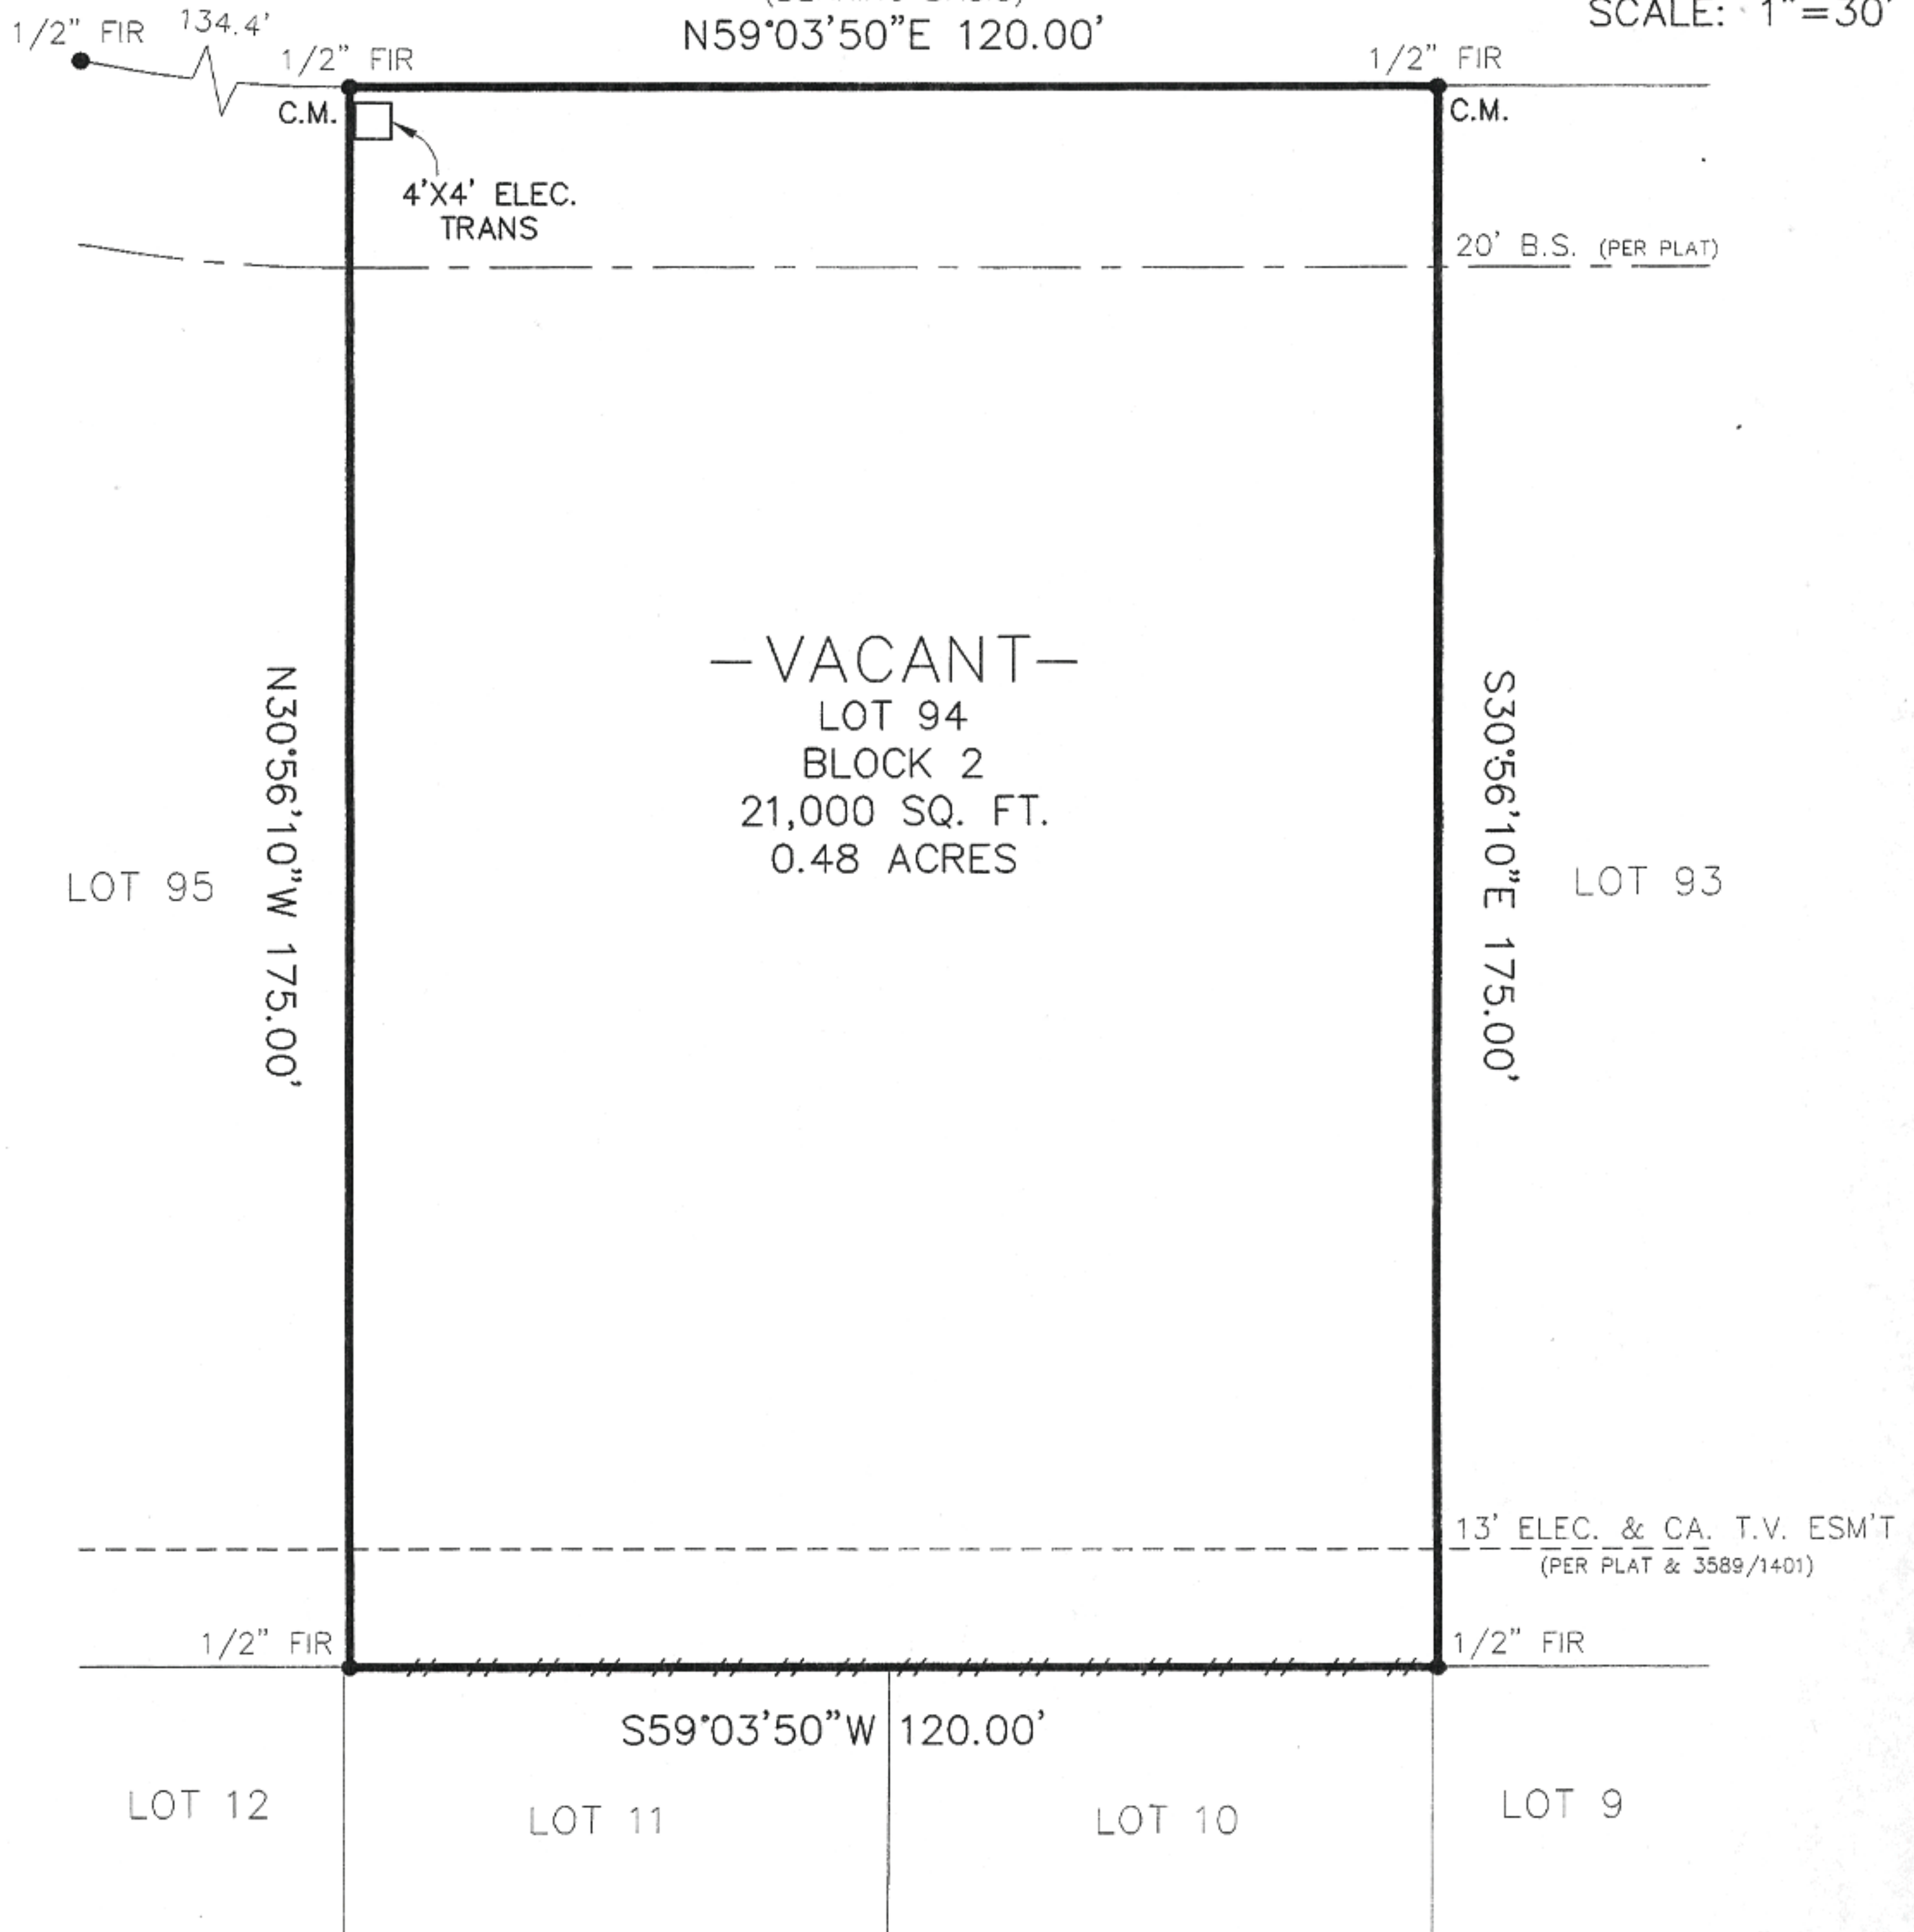 SCALE: 1"=30'
N59°03'50"E 120.00'
1/2" FIR
134.4'
1/2" FIR
1/2" FIR
C.M.
C.M.
4'X4' ELEC.
TRANS
20' B.S. (PER PLAT)
–VACANT–
LOT 94
BLOCK 2
21,000 SQ. FT.
0.48 ACRES
N30°56'10"W 175.00'
S30°56'10"E 175.00'
LOT 95
LOT 93
13' ELEC. & CA. T.V. ESM'T
(PER PLAT & 3589/1401)
1/2" FIR
1/2" FIR
S59°03'50"W 120.00'
LOT 12
LOT 11
LOT 10
LOT 9